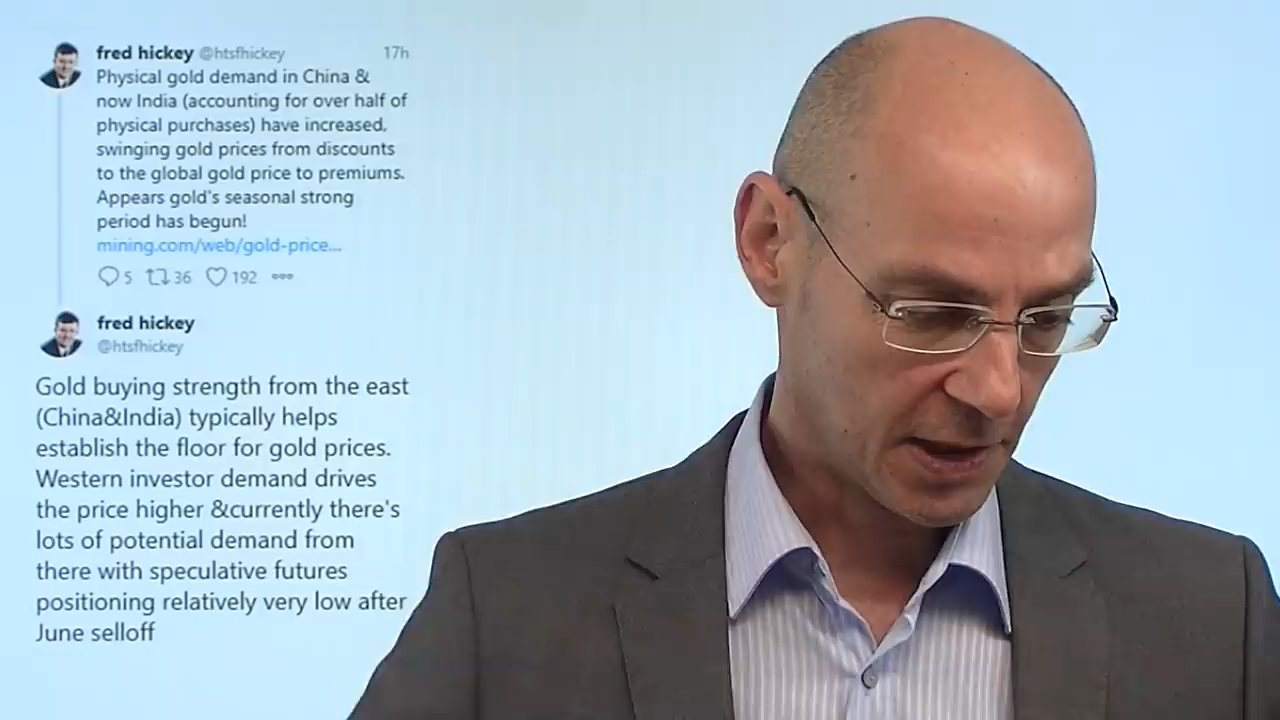 fred hickey @htsfhickey 17h
Physical gold demand in China &
now India (accounting for over half of
physical purchases) have increased,
swinging gold prices from discounts
to the global gold price to premiums.
Appears gold's seasonal strong
period has begun!
mining.com/web/gold-price...
5 36 192
fred hickey
@htsfhickey
Gold buying strength from the east
(China&India) typically helps
establish the floor for gold prices.
Western investor demand drives
the price higher &currently there's
lots of potential demand from
there with speculative futures
positioning relatively very low after
June selloff